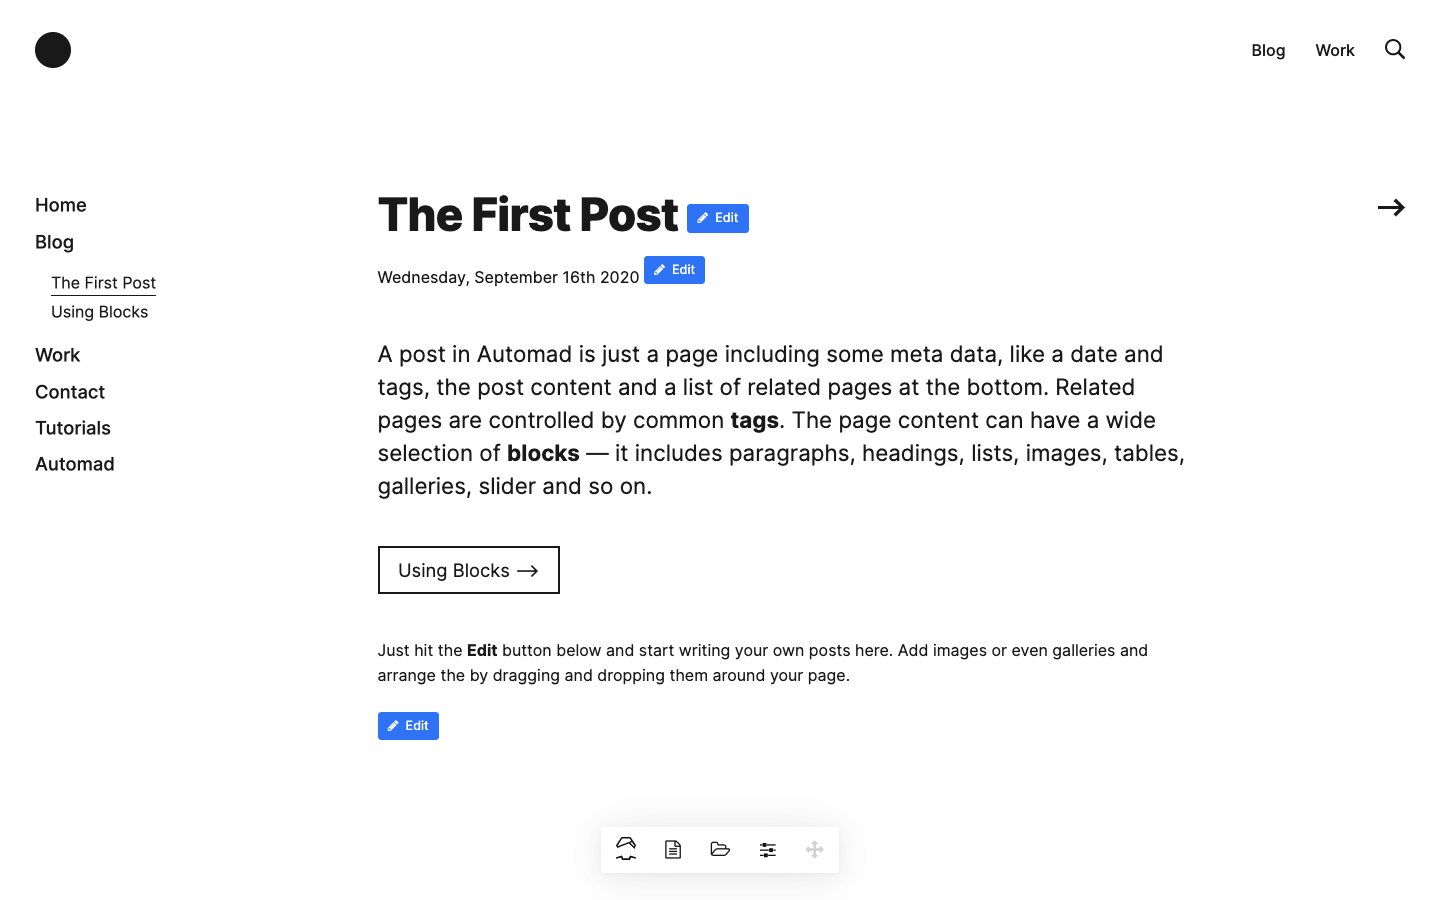 Blog Work
Home
Blog
The First Post
Using Blocks
Work
Contact
Tutorials
Automad
The First Post Edit
Wednesday, September 16th 2020 Edit
A post in Automad is just a page including some meta data, like a date and
tags, the post content and a list of related pages at the bottom. Related
pages are controlled by common tags. The page content can have a wide
selection of blocks — it includes paragraphs, headings, lists, images, tables,
galleries, slider and so on.
Using Blocks →
Just hit the Edit button below and start writing your own posts here. Add images or even galleries and
arrange the by dragging and dropping them around your page.
Edit